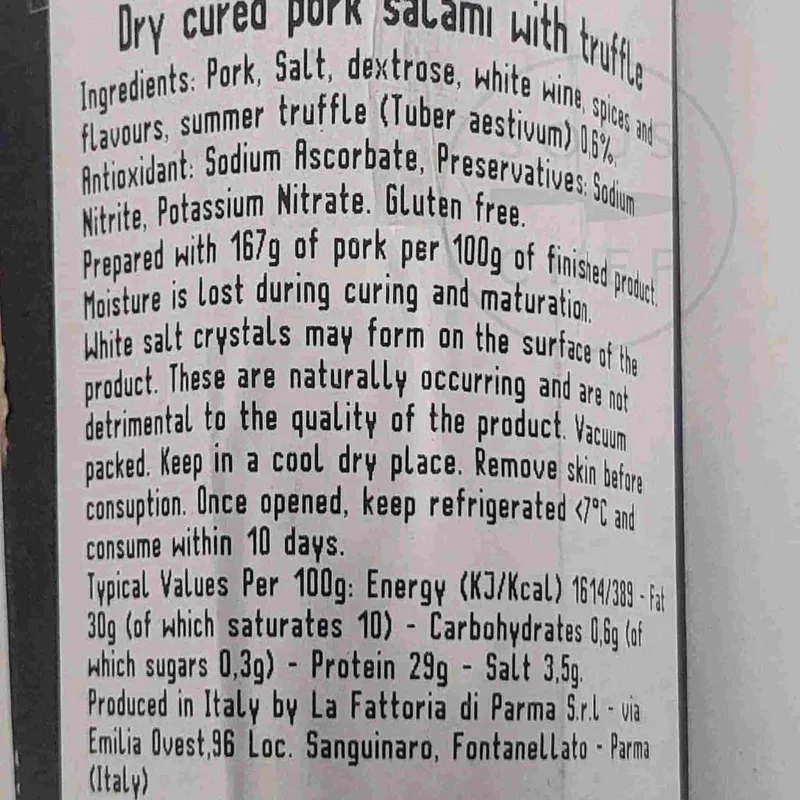 Dry cured pork salami with truffle
Ingredients: Pork, Salt, dextrose, white wine, spices and
flavours, summer truffle (Tuber aestivum) 0,6%.
Antioxidant: Sodium Ascorbate, Preservatives: Sodium
Nitrite, Potassium Nitrate. Gluten free.
Prepared with 167g of pork per 100g of finished product.
Moisture is lost during curing and maturation.
White salt crystals may form on the surface of the
product. These are naturally occurring and are not
detrimental to the quality of the product. Vacuum
packed. Keep in a cool dry place. Remove skin before
consuption. Once opened, keep refrigerated <7°C and
consume within 10 days.
Typical Values Per 100g: Energy (KJ/Kcal) 1614/389 - Fat
30g (of which saturates 10) - Carbohydrates 0,6g (of
which sugars 0,3g) - Protein 29g - Salt 3,5g.
Produced in Italy by La Fattoria di Parma S.r.l - via
Emilia Ovest,96 Loc. Sanguinaro, Fontanellato - Parma
(Italy)